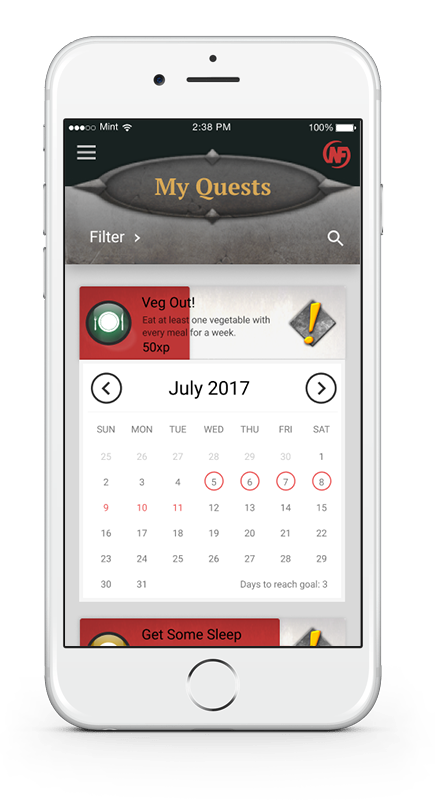 Mint 2:38 PM 100%
NF
My Quests
Filter >
Veg Out!
Eat at least one vegetable with
every meal for a week.
50xp
July 2017
SUN MON TUE WED THU FRI SAT
25 26 27 28 29 30 1
2 3 4 5 6 7 8
9 10 11 12 13 14 15
16 17 18 19 20 21 22
23 24 25 26 27 28 29
30 31 Days to reach goal: 3
Get Some Sleep